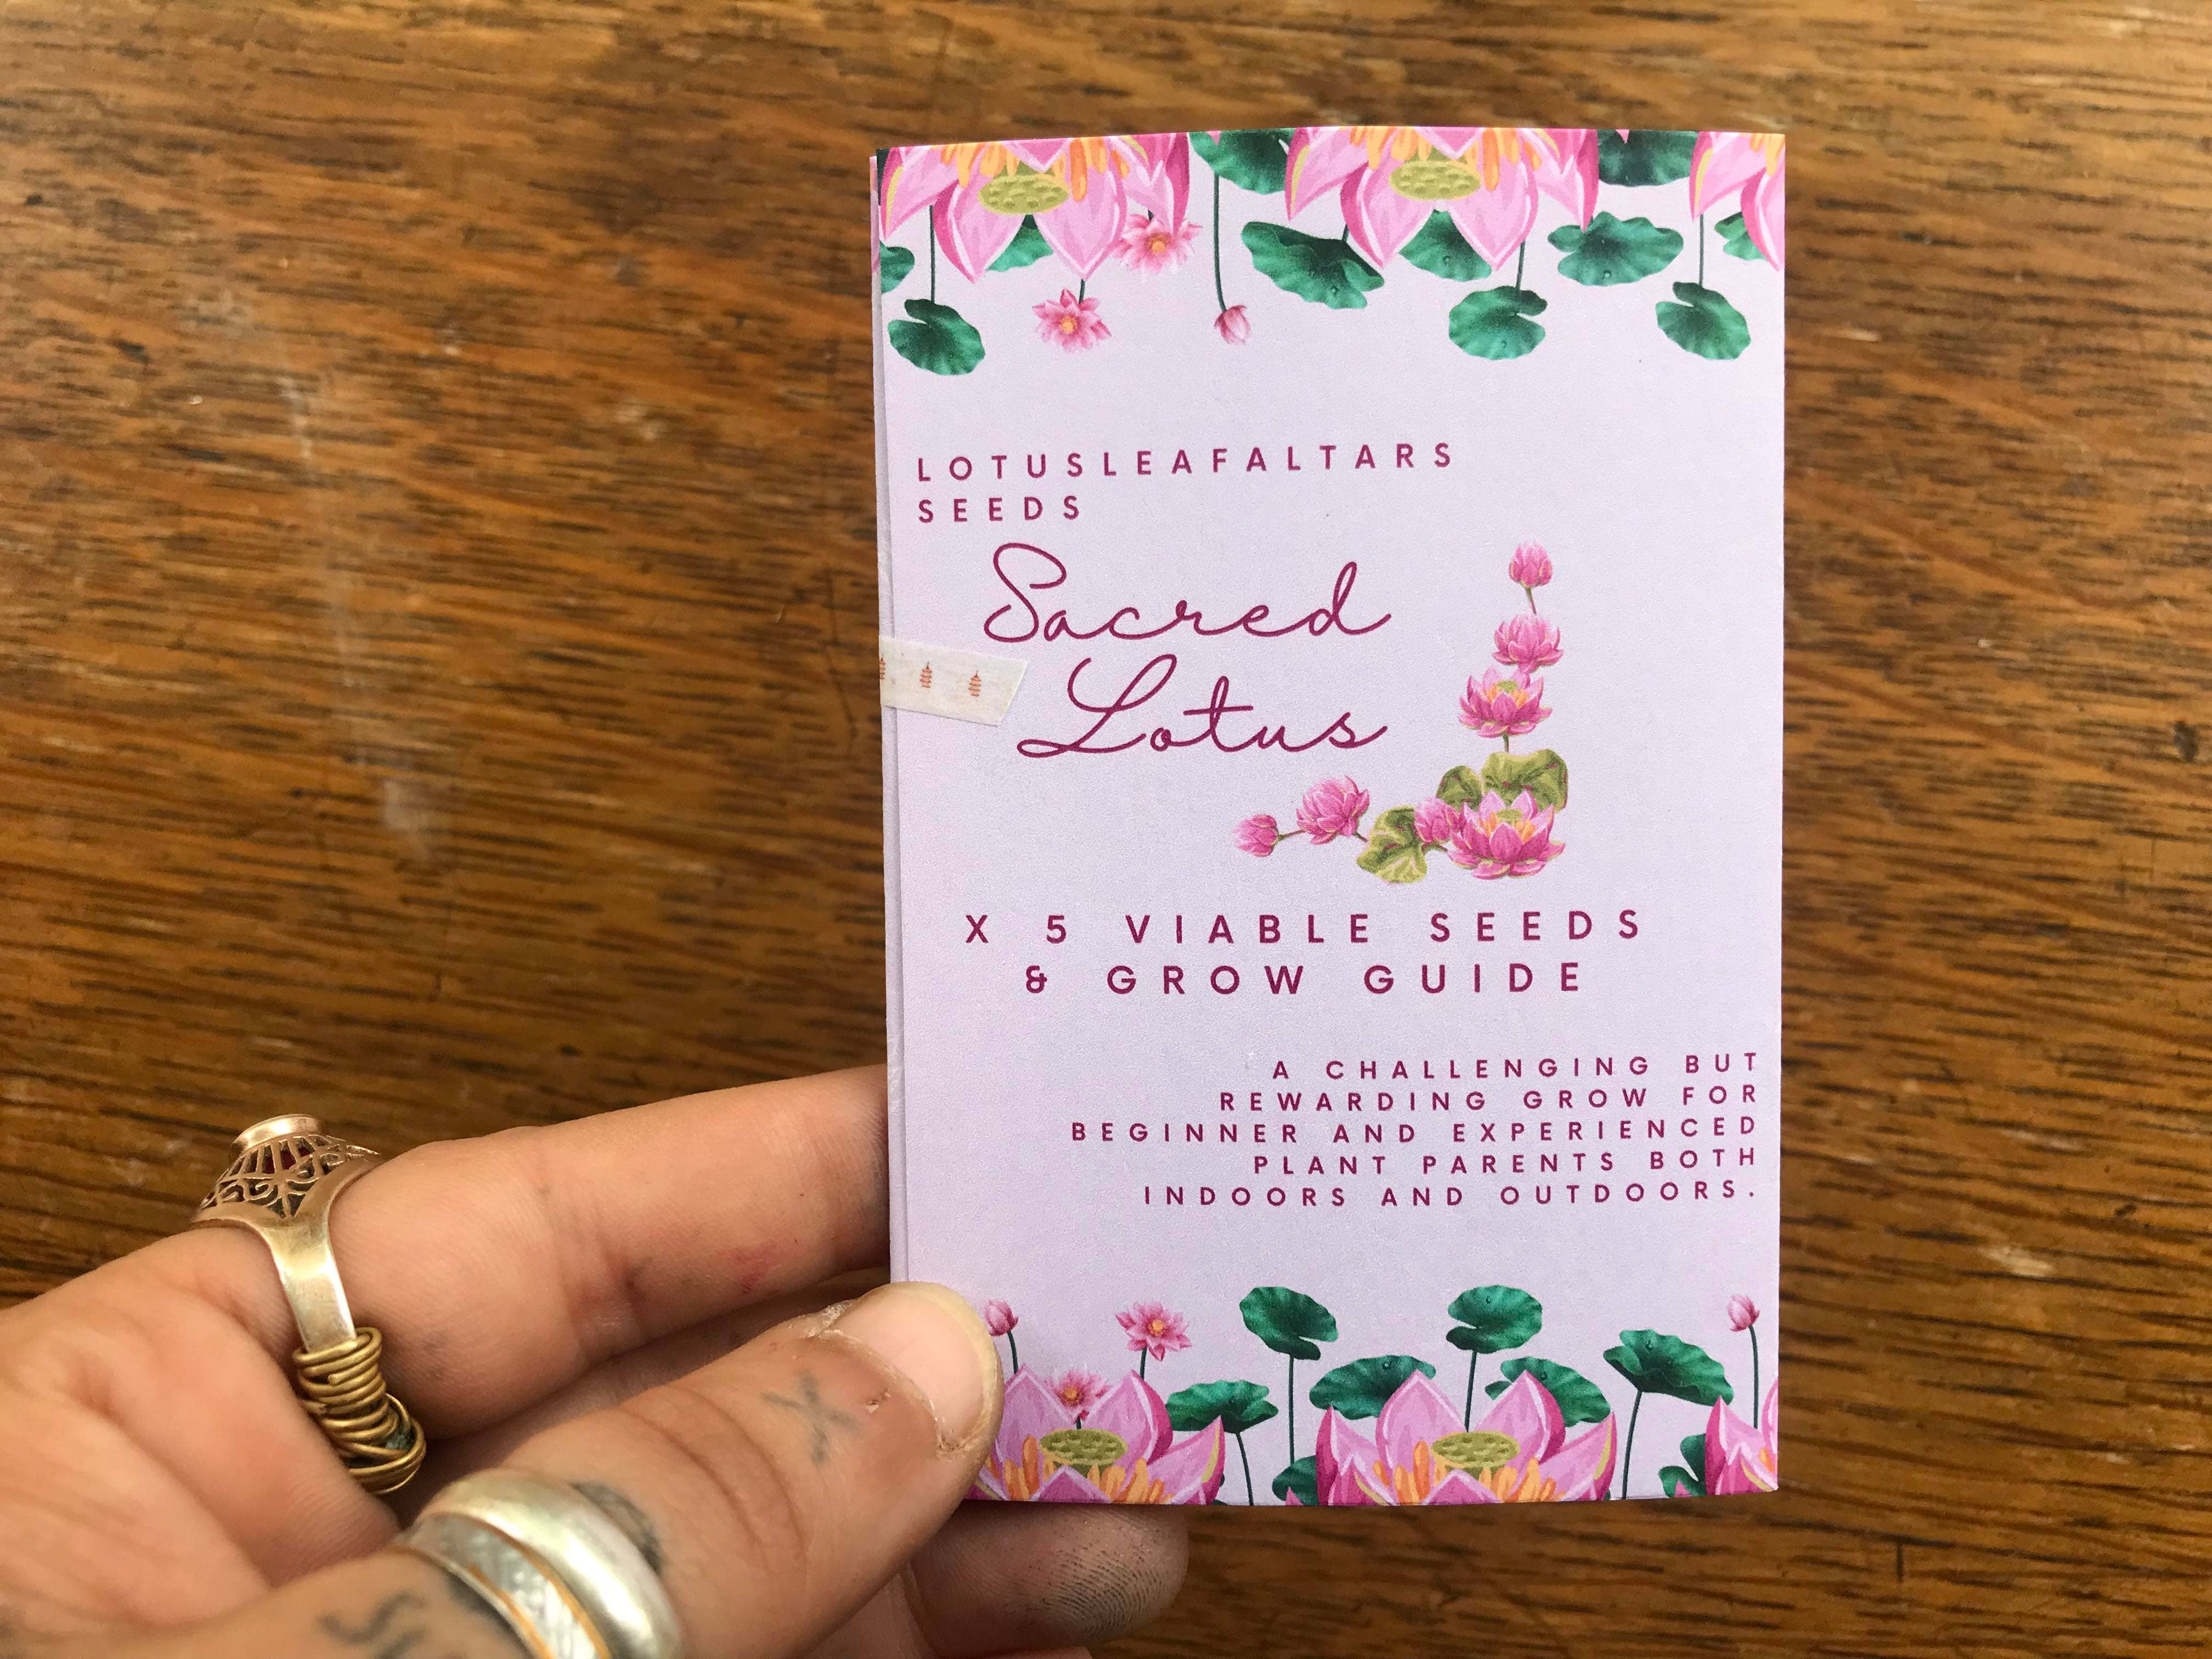 LOTUSLEAFALTARS
SEEDS
Sacred
Lotus
X 5 VIABLE SEEDS
& GROW GUIDE
A CHALLENGING BUT
REWARDING GROW FOR
BEGINNER AND EXPERIENCED
PLANT PARENTS BOTH
INDOORS AND OUTDOORS.